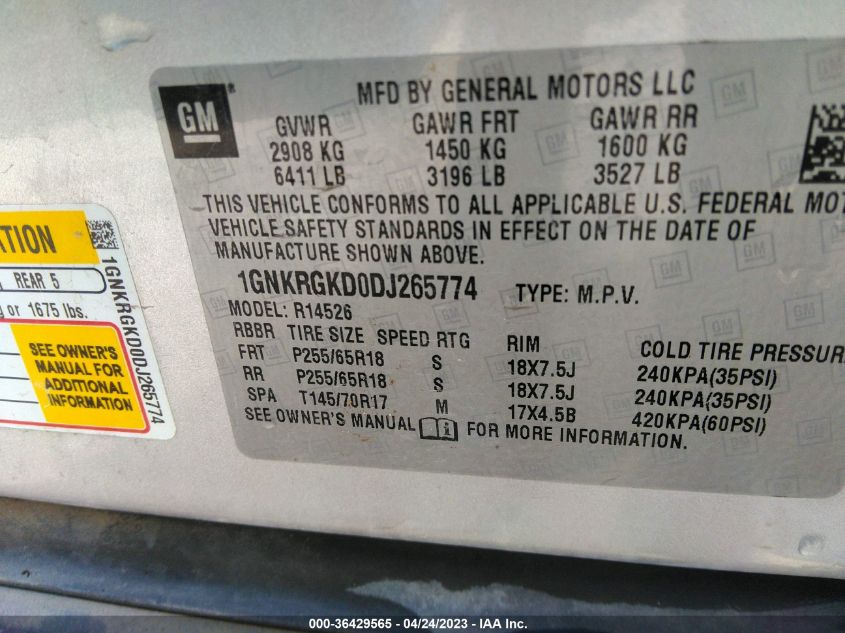 GM
®
MFD BY GENERAL MOTORS LLC
GVWR GAWR FRT GAWR RR
2908 KG 1450 KG 1600 KG
6411 LB 3196 LB 3527 LB
THIS VEHICLE CONFORMS TO ALL APPLICABLE U.S. FEDERAL
VEHICLE SAFETY STANDARDS IN EFFECT ON THE DATE OF
MANUFACTURE SHOWN ABOVE.
1GNKRGKD0DJ265774 TYPE: M.P.V.
MODEL: R14526
RBBR TIRE SIZE SPEED RTG RIM COLD TIRE PRESSUR
FRT P255/65R18 S 18X7.5J 240KPA(35PSI)
RR P255/65R18 S 18X7.5J 240KPA(35PSI)
SPA T145/70R17 M 17X4.5B 420KPA(60PSI)
SEE OWNER'S MANUAL i FOR MORE INFORMATION.
TION
REAR 5
or 1675 lbs.
SEE OWNER'S
MANUAL FOR
ADDITIONAL
INFORMATION
1GNKRGKD0DJ265774
000-36429565 - 04/24/2023 - IAA Inc.